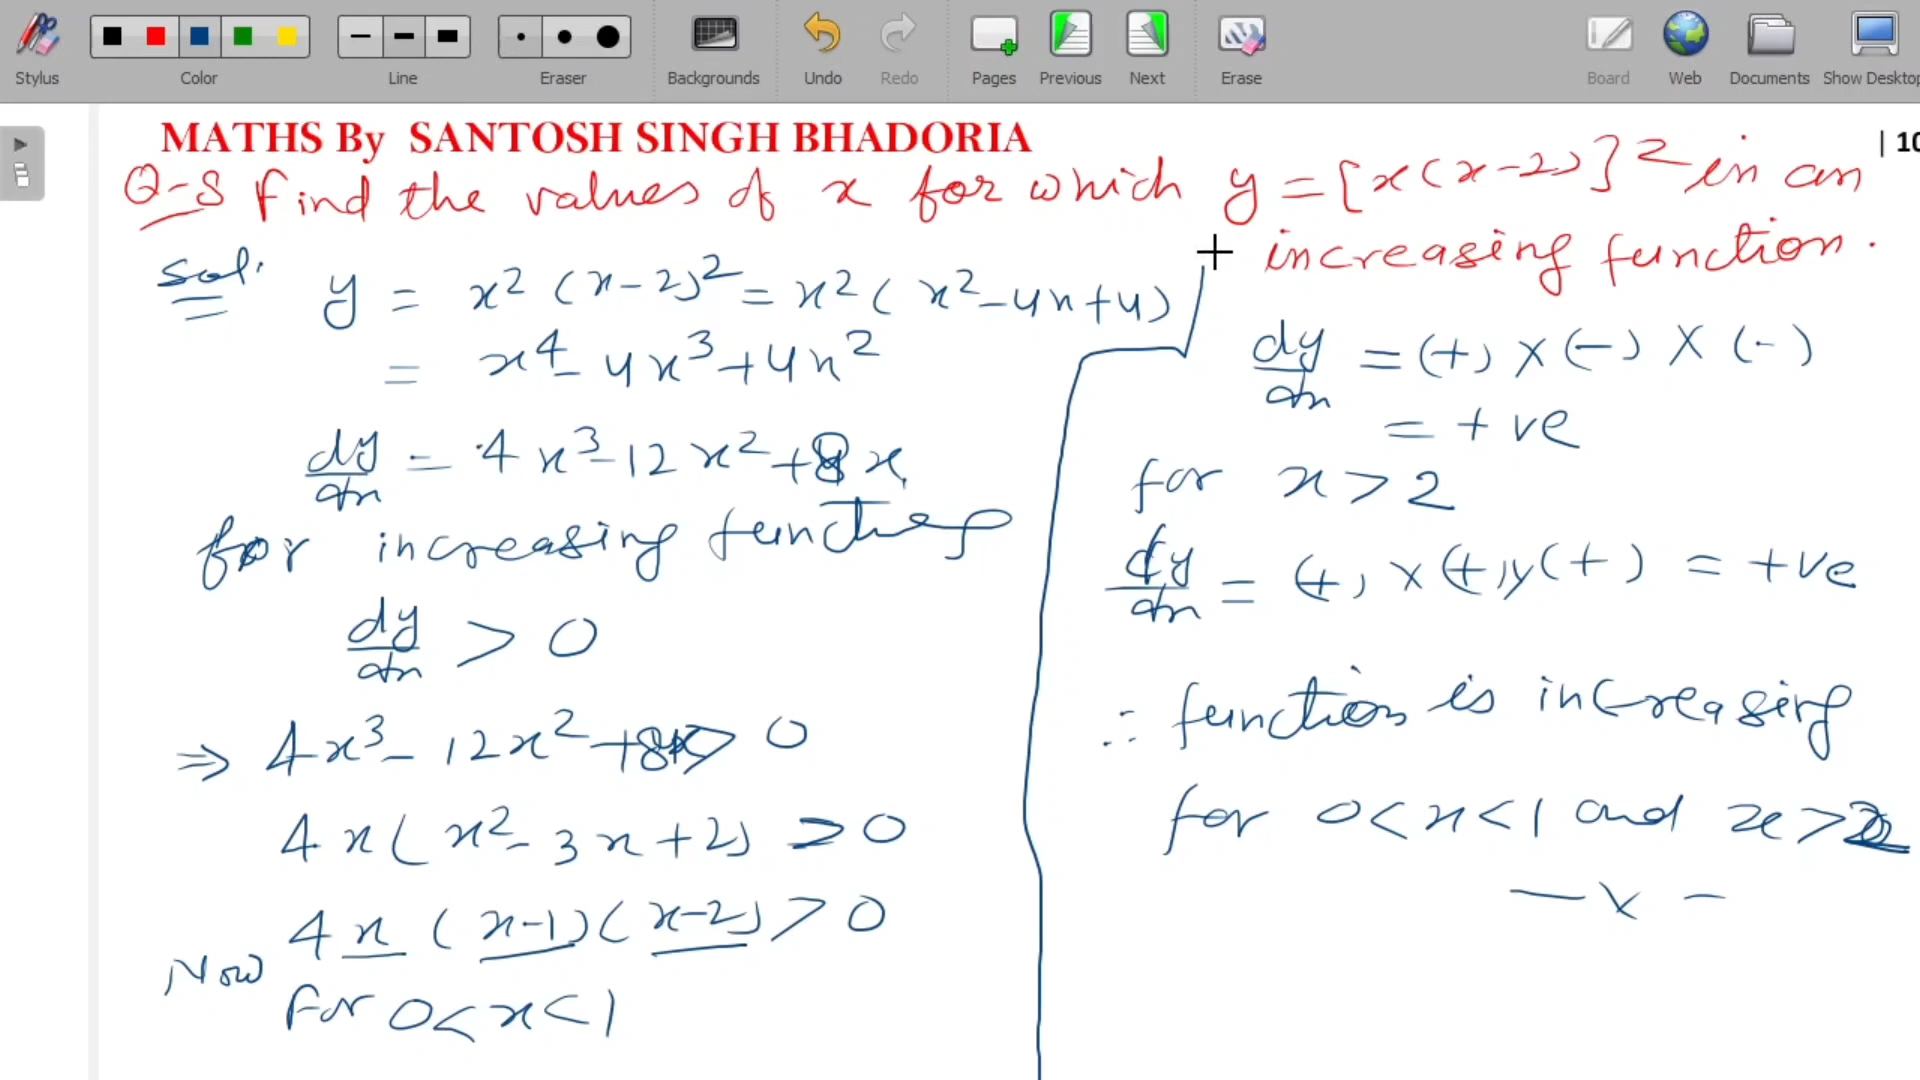 Stylus Color Line Eraser Backgrounds Undo Redo Pages Previous Next Erase Board Web Documents Show Desktop
MATHS By SANTOSH SINGH BHADORIA | 10
Q-8 Find the values of x for which y = [x(x-2)]² in an
increasing function.
Sol.
y = x² (x-2)² = x² (x²-4x+4)
= x⁴-4x³+4x²
dy/dx = 4x³-12x²+8x
for increasing function
dy/dx > 0
⇒ 4x³-12x²+8x > 0
4x(x²-3x+2) > 0
4x (x-1)(x-2) > 0
Now
for 0<x<1
dy/dx = (+) × (-) × (-)
= +ve
for x > 2
dy/dx = (+) × (+) × (+) = +ve
∴ function is increasing
for 0<x<1 and x>2
— x —